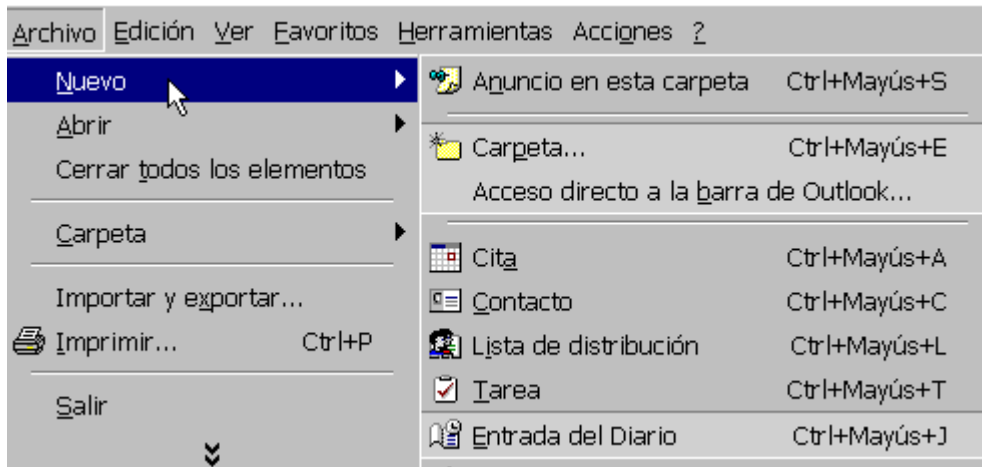 Archivo Edición Ver Favoritos Herramientas Acciones ?
Nuevo
Abrir
Cerrar todos los elementos
Carpeta
Importar y exportar...
Imprimir... Ctrl+P
Salir
Anuncio en esta carpeta Ctrl+Mayús+S
Carpeta... Ctrl+Mayús+E
Acceso directo a la barra de Outlook...
Cita Ctrl+Mayús+A
Contacto Ctrl+Mayús+C
Lista de distribución Ctrl+Mayús+L
Tarea Ctrl+Mayús+T
Entrada del Diario Ctrl+Mayús+J